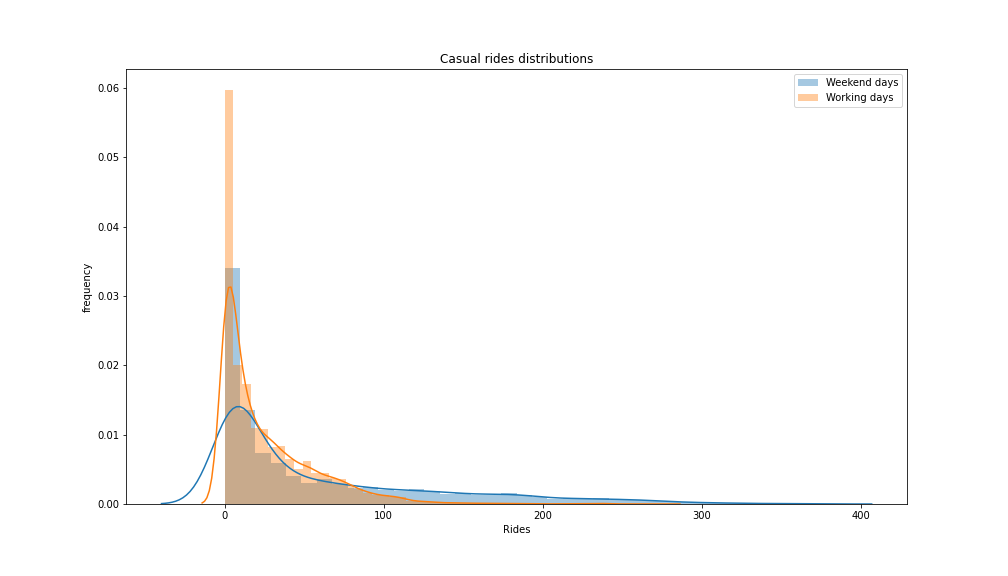 Casual rides distributions
Weekend days
Working days
0.06
0.05
0.04
0.03
0.02
0.01
0.00
frequency
0 100 200 300 400
Rides